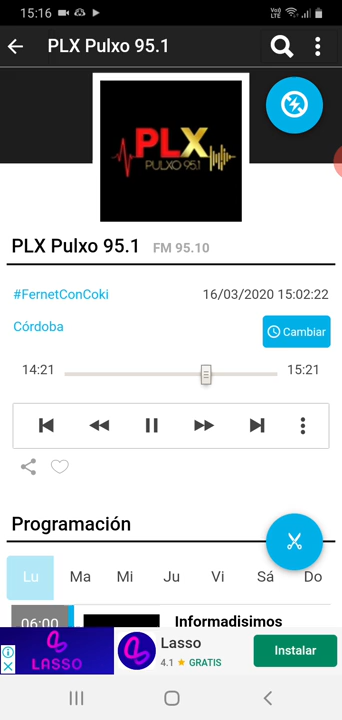 15:16
Vo)) LTE
PLX Pulxo 95.1
PLX
PULXO 95.1
PLX Pulxo 95.1 FM 95.10
#FernetConCoki 16/03/2020 15:02:22
Córdoba Cambiar
14:21 15:21
Programación
Lu Ma Mi Ju Vi Sá Do
06:00 Informadisimos
LASSO
Lasso
4.1 ★ GRATIS
Instalar